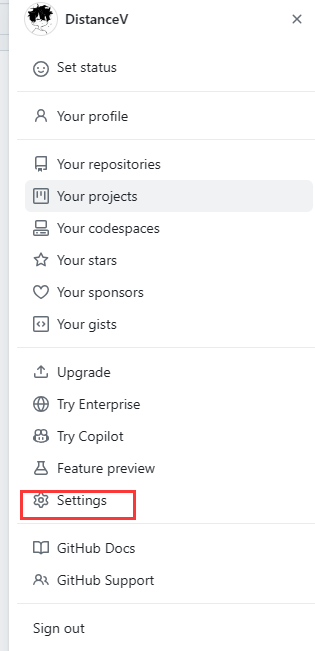 DistanceV
Set status
Your profile
Your repositories
Your projects
Your codespaces
Your stars
Your sponsors
Your gists
Upgrade
Try Enterprise
Try Copilot
Feature preview
Settings
GitHub Docs
GitHub Support
Sign out